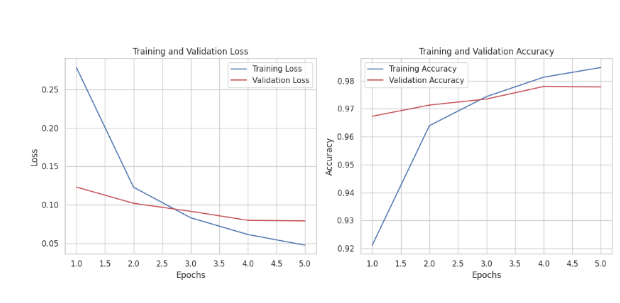 Training and Validation Loss
Training Loss
Validation Loss
0.25
0.20
0.15
0.10
0.05
Loss
1.0 1.5 2.0 2.5 3.0 3.5 4.0 4.5 5.0
Epochs
Training and Validation Accuracy
Training Accuracy
Validation Accuracy
0.98
0.97
0.96
0.95
0.94
0.93
0.92
Accuracy
1.0 1.5 2.0 2.5 3.0 3.5 4.0 4.5 5.0
Epochs